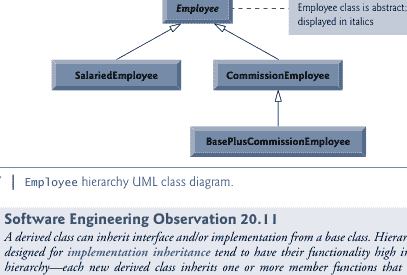 Employee
Employee class is abstract;
displayed in italics
SalariedEmployee
CommissionEmployee
BasePlusCommissionEmployee
| Employee hierarchy UML class diagram.
Software Engineering Observation 20.11
A derived class can inherit interface and/or implementation from a base class. Hierar
designed for implementation inheritance tend to have their functionality high i
hierarchy—each new derived class inherits one or more member functions that